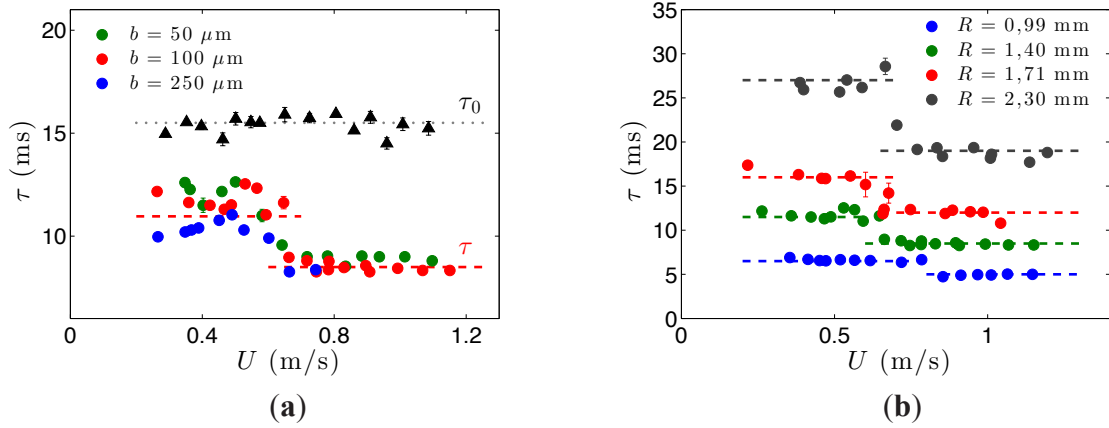 20
15
10
0
0.4
0.8
1.2
τ (ms)
U (m/s)
b = 50 μm
b = 100 μm
b = 250 μm
τ₀
τ
(a)
35
30
25
20
15
10
5
0
0
0.5
1
τ (ms)
U (m/s)
R = 0,99 mm
R = 1,40 mm
R = 1,71 mm
R = 2,30 mm
(b)